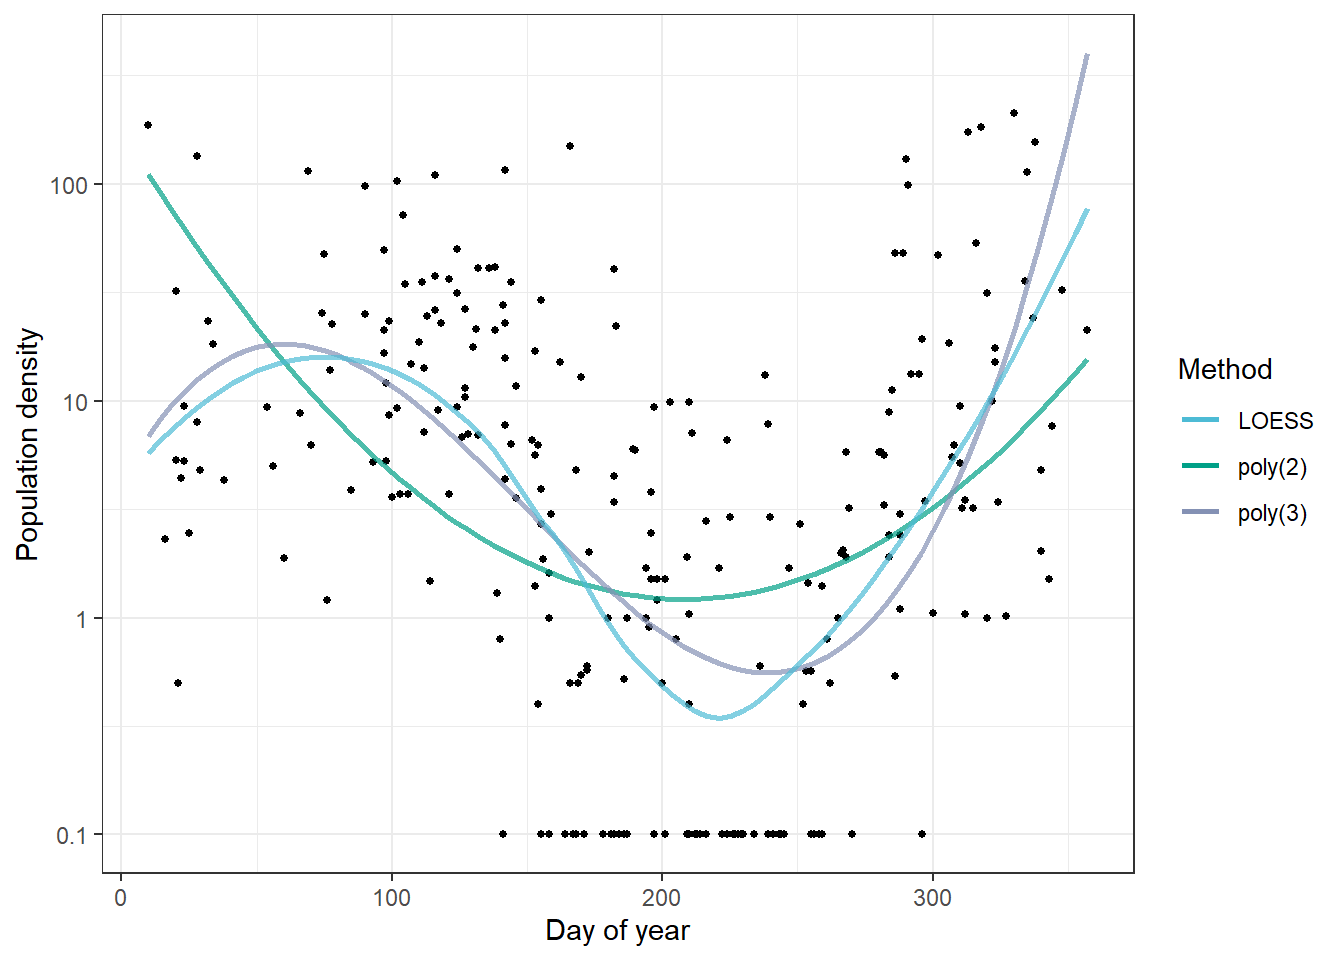 100
10
1
0.1
0
100
200
300
Day of year
Population density
Method
LOESS
poly(2)
poly(3)